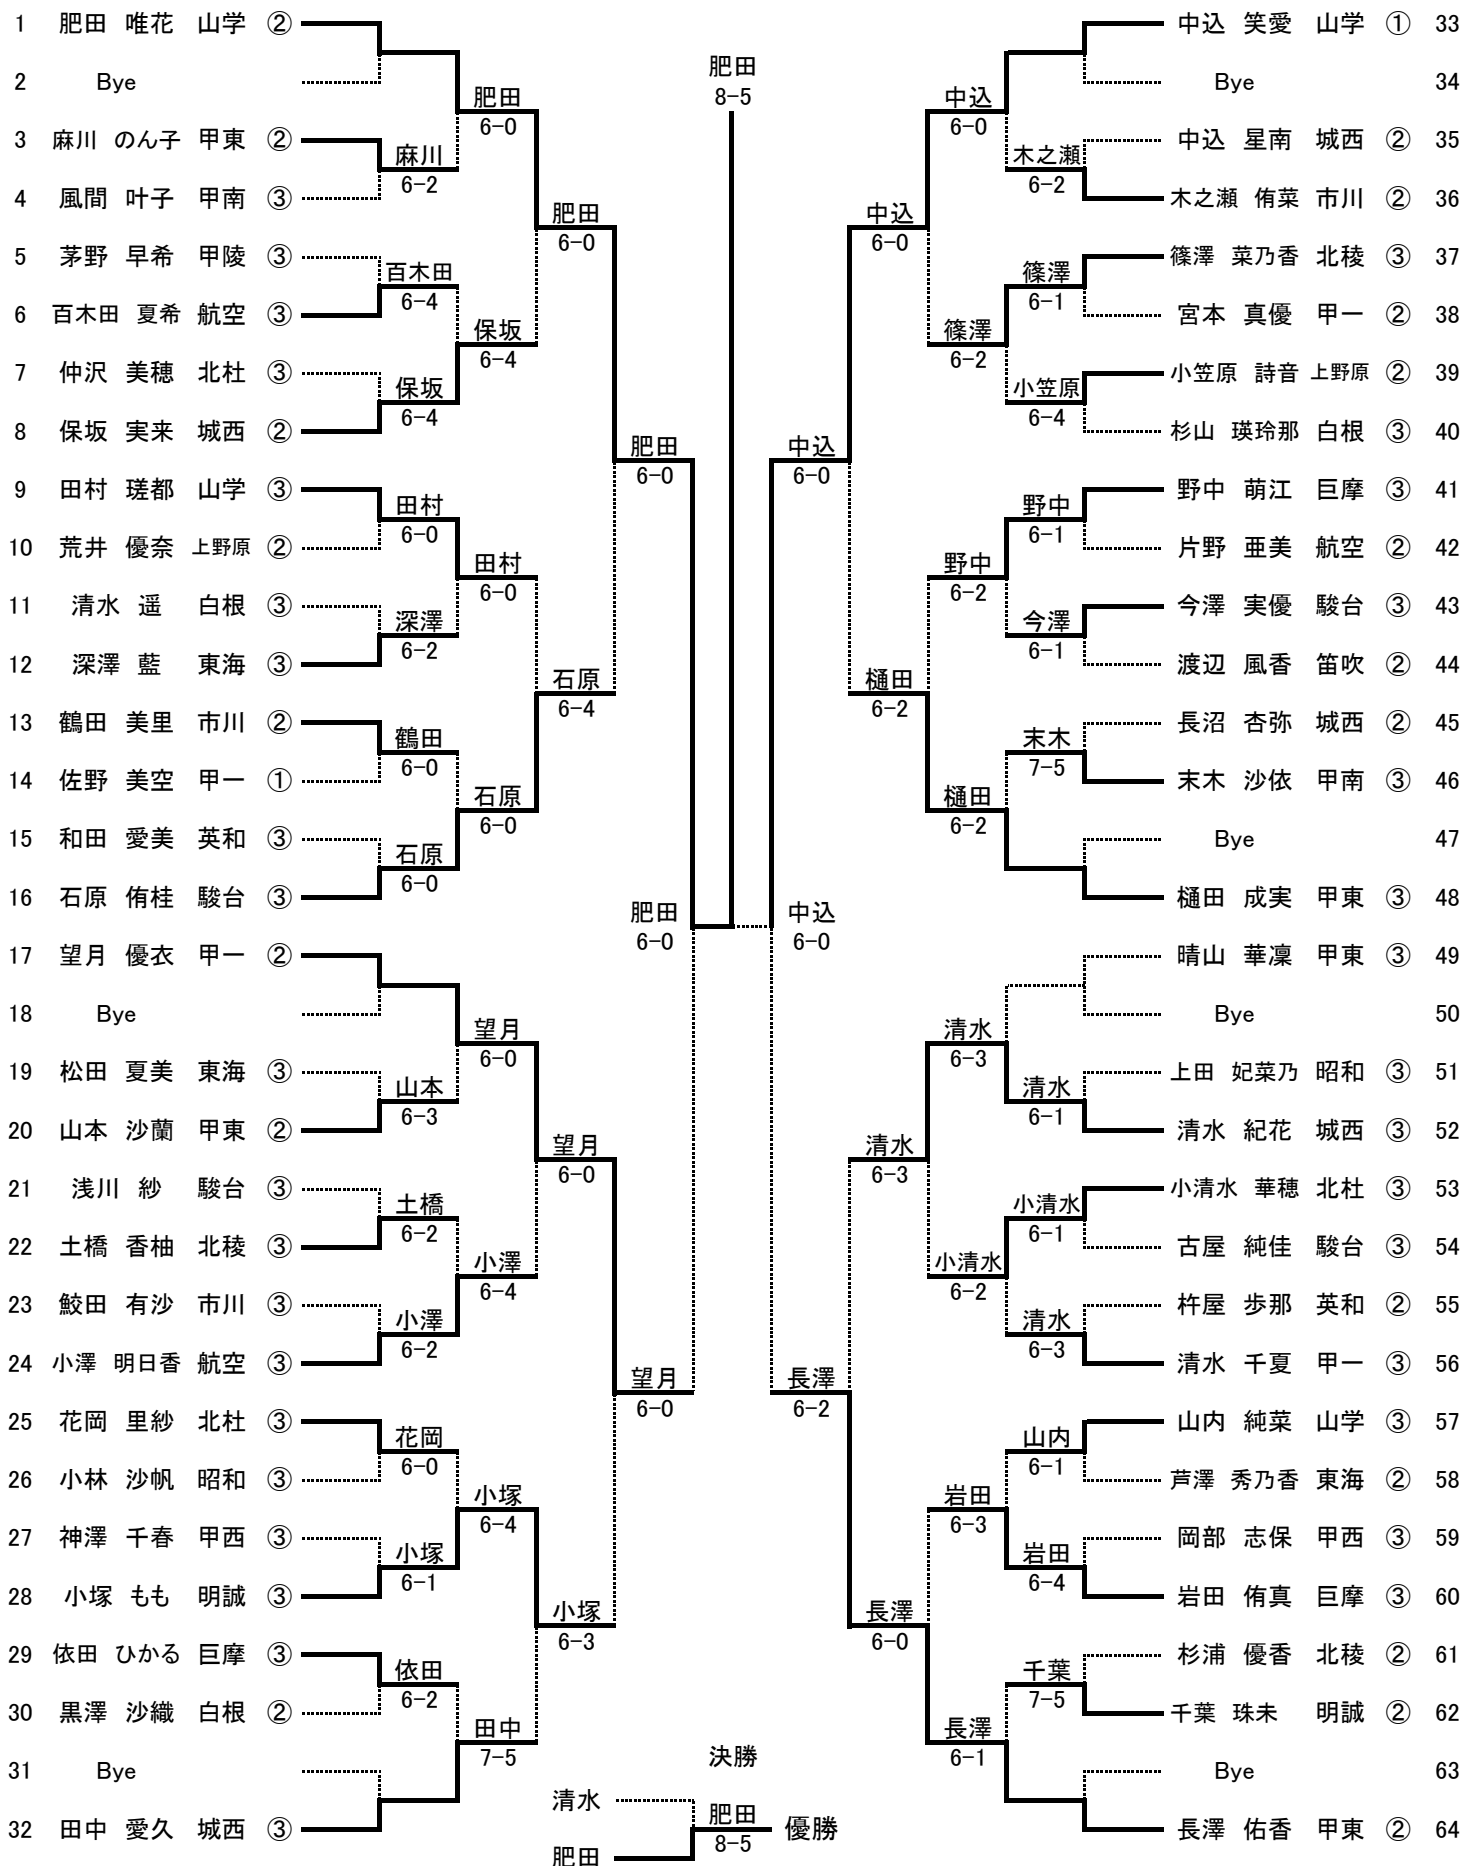 1 肥田 唯花 山学 ②
2 Bye
3 麻川 のん子 甲東 ②
4 風間 叶子 甲南 ③
5 茅野 早希 甲陵 ③
6 百木田 夏希 航空 ③
7 仲沢 美穂 北杜 ③
8 保坂 実来 城西 ②
9 田村 瑳都 山学 ③
10 荒井 優奈 上野原 ②
11 清水 遥 白根 ③
12 深澤 藍 東海 ③
13 鶴田 美里 市川 ②
14 佐野 美空 甲一 ①
15 和田 愛美 英和 ③
16 石原 侑桂 駿台 ③
17 望月 優衣 甲一 ②
18 Bye
19 松田 夏美 東海 ③
20 山本 沙蘭 甲東 ②
21 浅川 紗 駿台 ③
22 土橋 香柚 北稜 ③
23 鮫田 有沙 市川 ③
24 小澤 明日香 航空 ③
25 花岡 里紗 北杜 ③
26 小林 沙帆 昭和 ③
27 神澤 千春 甲西 ③
28 小塚 もも 明誠 ③
29 依田 ひかる 巨摩 ③
30 黒澤 沙織 白根 ②
31 Bye
32 田中 愛久 城西 ③
麻川
6-2
百木田
6-4
保坂
6-4
田村
6-0
深澤
6-2
鶴田
6-0
石原
6-0
山本
6-3
土橋
6-2
小澤
6-2
花岡
6-0
小塚
6-1
依田
6-2
肥田
6-0
保坂
6-4
田村
6-0
石原
6-0
望月
6-0
小澤
6-4
小塚
6-4
田中
7-5
肥田
6-0
石原
6-4
望月
6-0
小塚
6-3
肥田
6-0
望月
6-0
肥田
6-0
肥田
8-5
中込
6-0
中込
6-0
長澤
6-2
中込
6-0
樋田
6-2
清水
6-3
長澤
6-0
中込
6-0
篠澤
6-2
野中
6-2
樋田
6-2
清水
6-3
小清水
6-2
岩田
6-3
長澤
6-1
木之瀬
6-2
篠澤
6-1
小笠原
6-4
野中
6-1
今澤
6-1
末木
7-5
清水
6-1
小清水
6-1
清水
6-3
山内
6-1
岩田
6-4
千葉
7-5
中込 笑愛 山学 ① 33
Bye 34
中込 星南 城西 ② 35
木之瀬 侑菜 市川 ② 36
篠澤 菜乃香 北稜 ③ 37
宮本 真優 甲一 ② 38
小笠原 詩音 上野原 ② 39
杉山 瑛玲那 白根 ③ 40
野中 萌江 巨摩 ③ 41
片野 亜美 航空 ② 42
今澤 実優 駿台 ③ 43
渡辺 風香 笛吹 ② 44
長沼 杏弥 城西 ② 45
末木 沙依 甲南 ③ 46
Bye 47
樋田 成実 甲東 ③ 48
晴山 華凜 甲東 ③ 49
Bye 50
上田 妃菜乃 昭和 ③ 51
清水 紀花 城西 ③ 52
小清水 華穂 北杜 ③ 53
古屋 純佳 駿台 ③ 54
杵屋 歩那 英和 ② 55
清水 千夏 甲一 ③ 56
山内 純菜 山学 ③ 57
芦澤 秀乃香 東海 ② 58
岡部 志保 甲西 ③ 59
岩田 侑真 巨摩 ③ 60
杉浦 優香 北稜 ② 61
千葉 珠未 明誠 ② 62
Bye 63
長澤 佑香 甲東 ② 64
決勝
清水
肥田
8-5
優勝
肥田